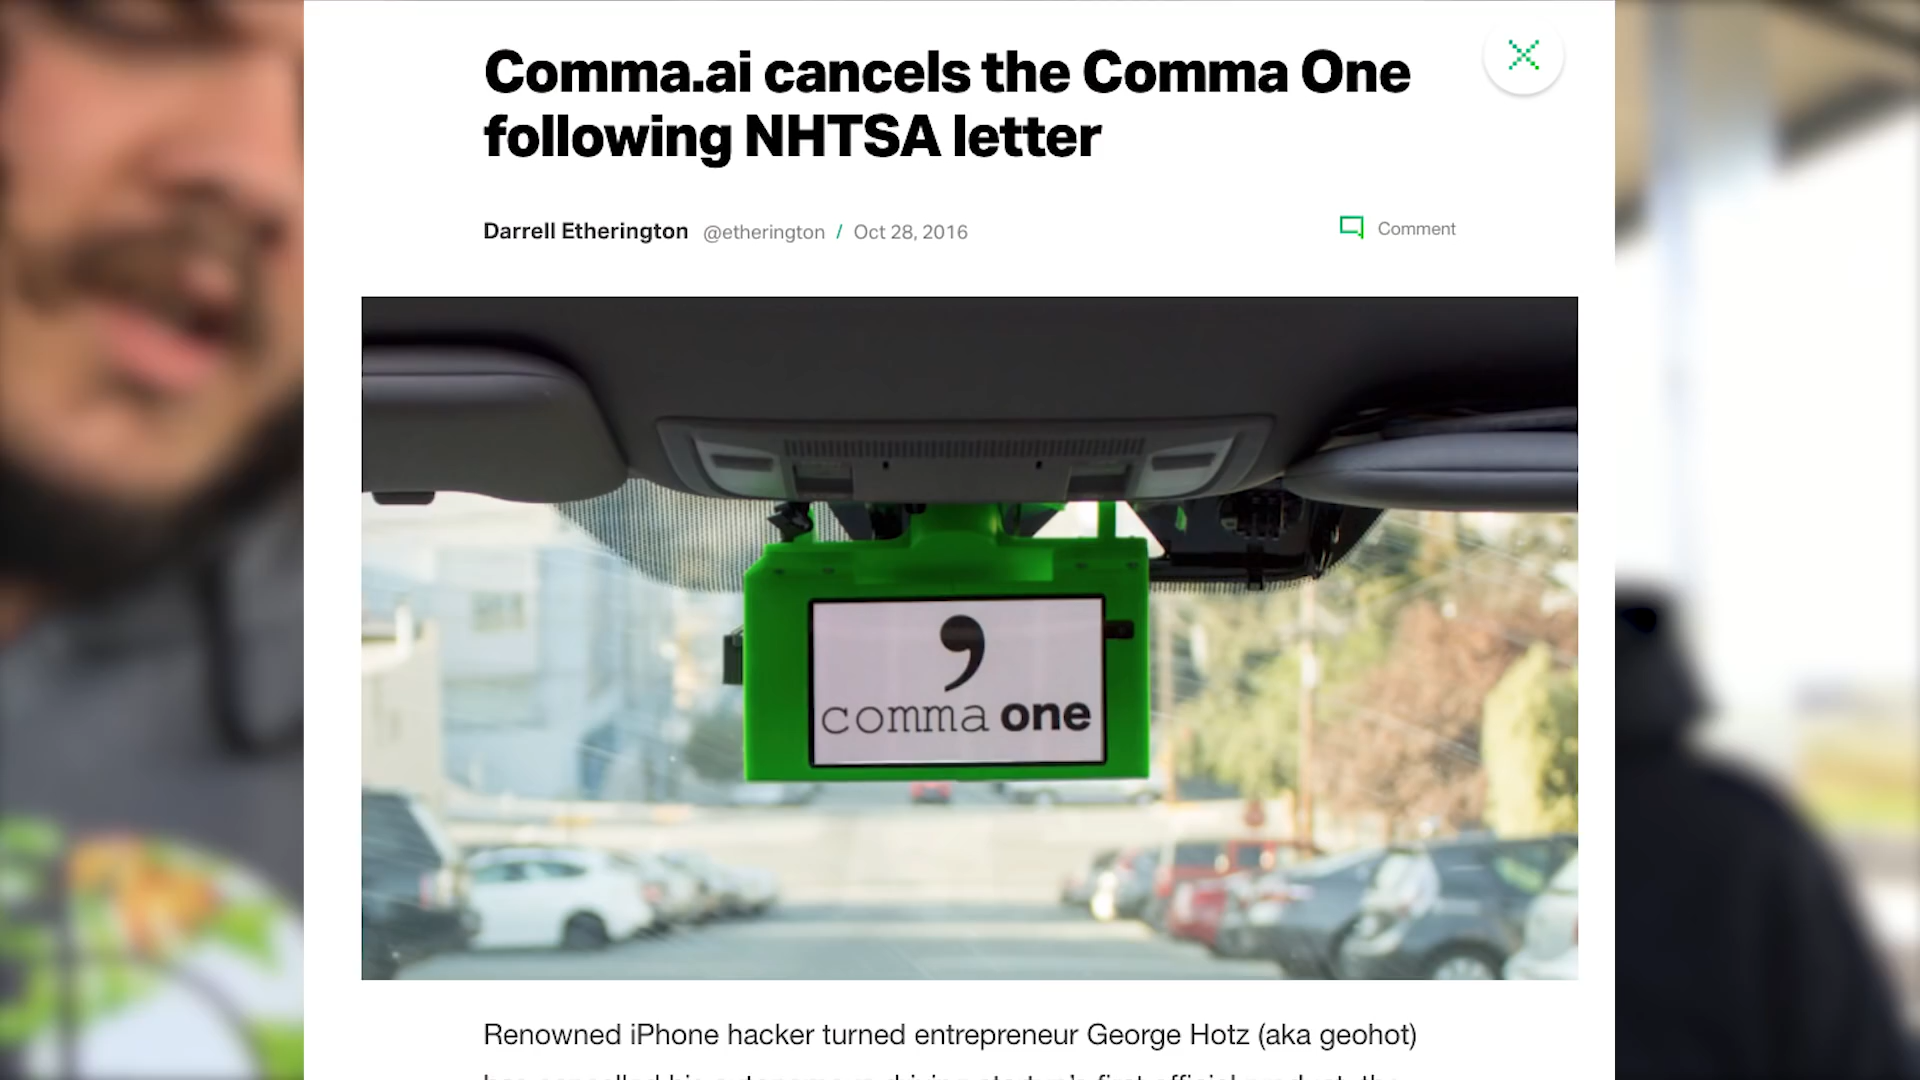 Comma.ai cancels the Comma One
following NHTSA letter
Darrell Etherington @etherington / Oct 28, 2016
Comment
,
comma one
Renowned iPhone hacker turned entrepreneur George Hotz (aka geohot)